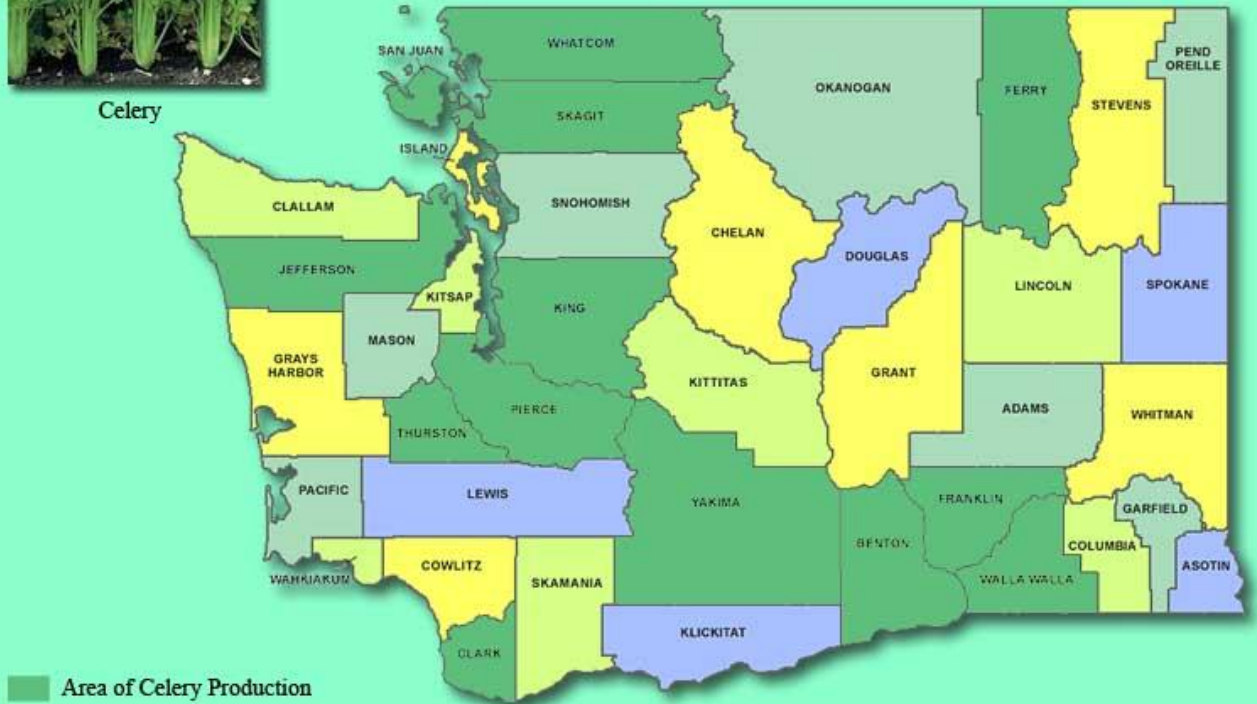 Celery
SAN JUAN
WHATCOM
SKAGIT
ISLAND
SNOHOMISH
OKANOGAN
FERRY
STEVENS
PEND
OREILLE
CLALLAM
JEFFERSON
KITSAP
KING
CHELAN
DOUGLAS
LINCOLN
SPOKANE
MASON
GRAYS
HARBOR
KITTITAS
GRANT
ADAMS
WHITMAN
THURSTON
PIERCE
PACIFIC
LEWIS
YAKIMA
BENTON
FRANKLIN
GARFIELD
COLUMBIA
WALLA WALLA
ASOTIN
WAHKIAKUM
COWLITZ
SKAMANIA
KLICKITAT
CLARK
Area of Celery Production